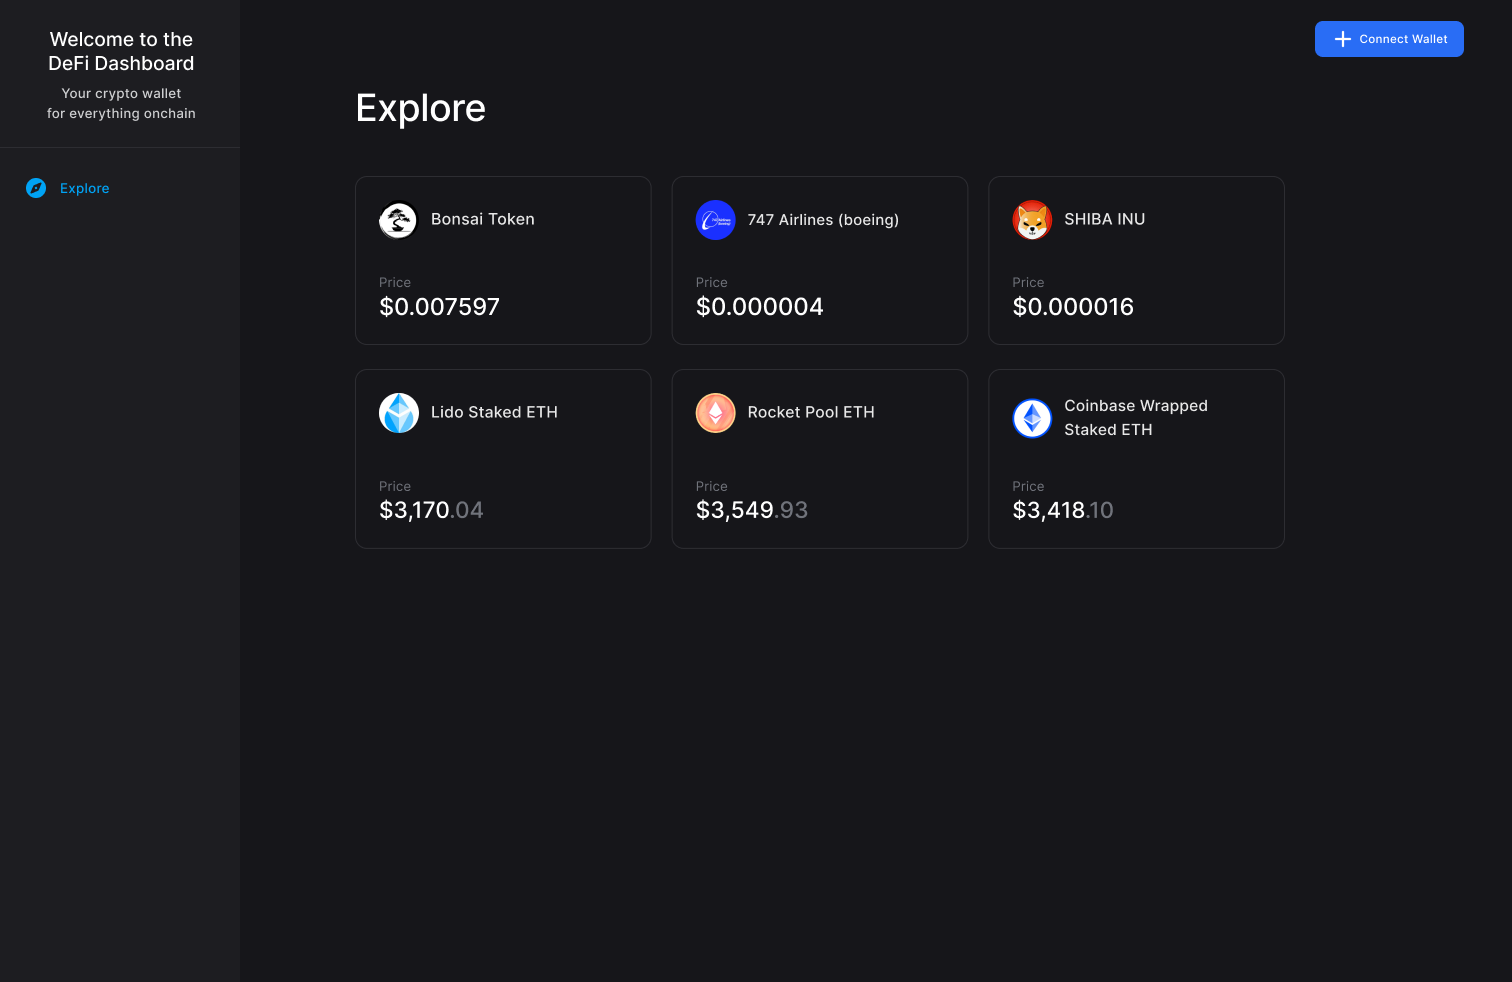 Welcome to the
DeFi Dashboard
Your crypto wallet
for everything onchain
Explore
Connect Wallet
Explore
Bonsai Token
Price
$0.007597
747 Airlines (boeing)
Price
$0.000004
SHIBA INU
Price
$0.000016
Lido Staked ETH
Price
$3,170.04
Rocket Pool ETH
Price
$3,549.93
Coinbase Wrapped
Staked ETH
Price
$3,418.10